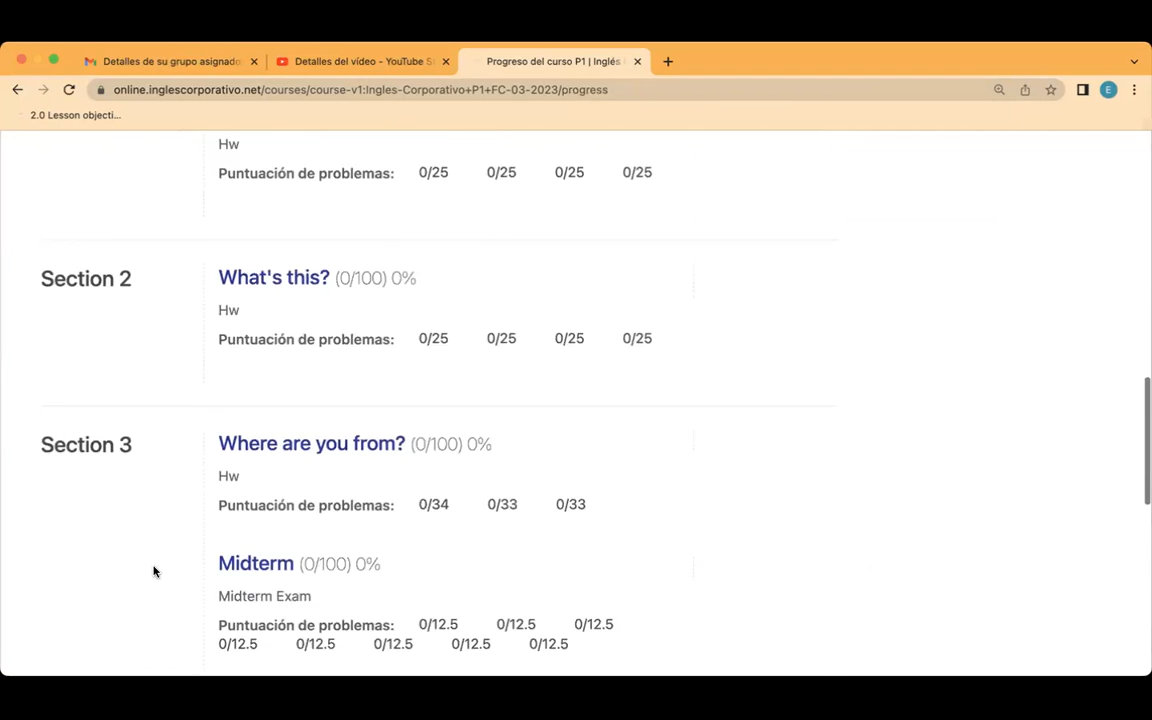 Detalles de su grupo asignado
Detalles del vídeo - YouTube S
Progreso del curso P1 | Inglés
online.inglescorporativo.net/courses/course-v1:Ingles-Corporativo+P1+FC-03-2023/progress
E
2.0 Lesson objecti...
Hw
Puntuación de problemas: 0/25 0/25 0/25 0/25
Section 2
What's this? (0/100) 0%
Hw
Puntuación de problemas: 0/25 0/25 0/25 0/25
Section 3
Where are you from? (0/100) 0%
Hw
Puntuación de problemas: 0/34 0/33 0/33
Midterm (0/100) 0%
Midterm Exam
Puntuación de problemas: 0/12.5 0/12.5 0/12.5
0/12.5 0/12.5 0/12.5 0/12.5 0/12.5